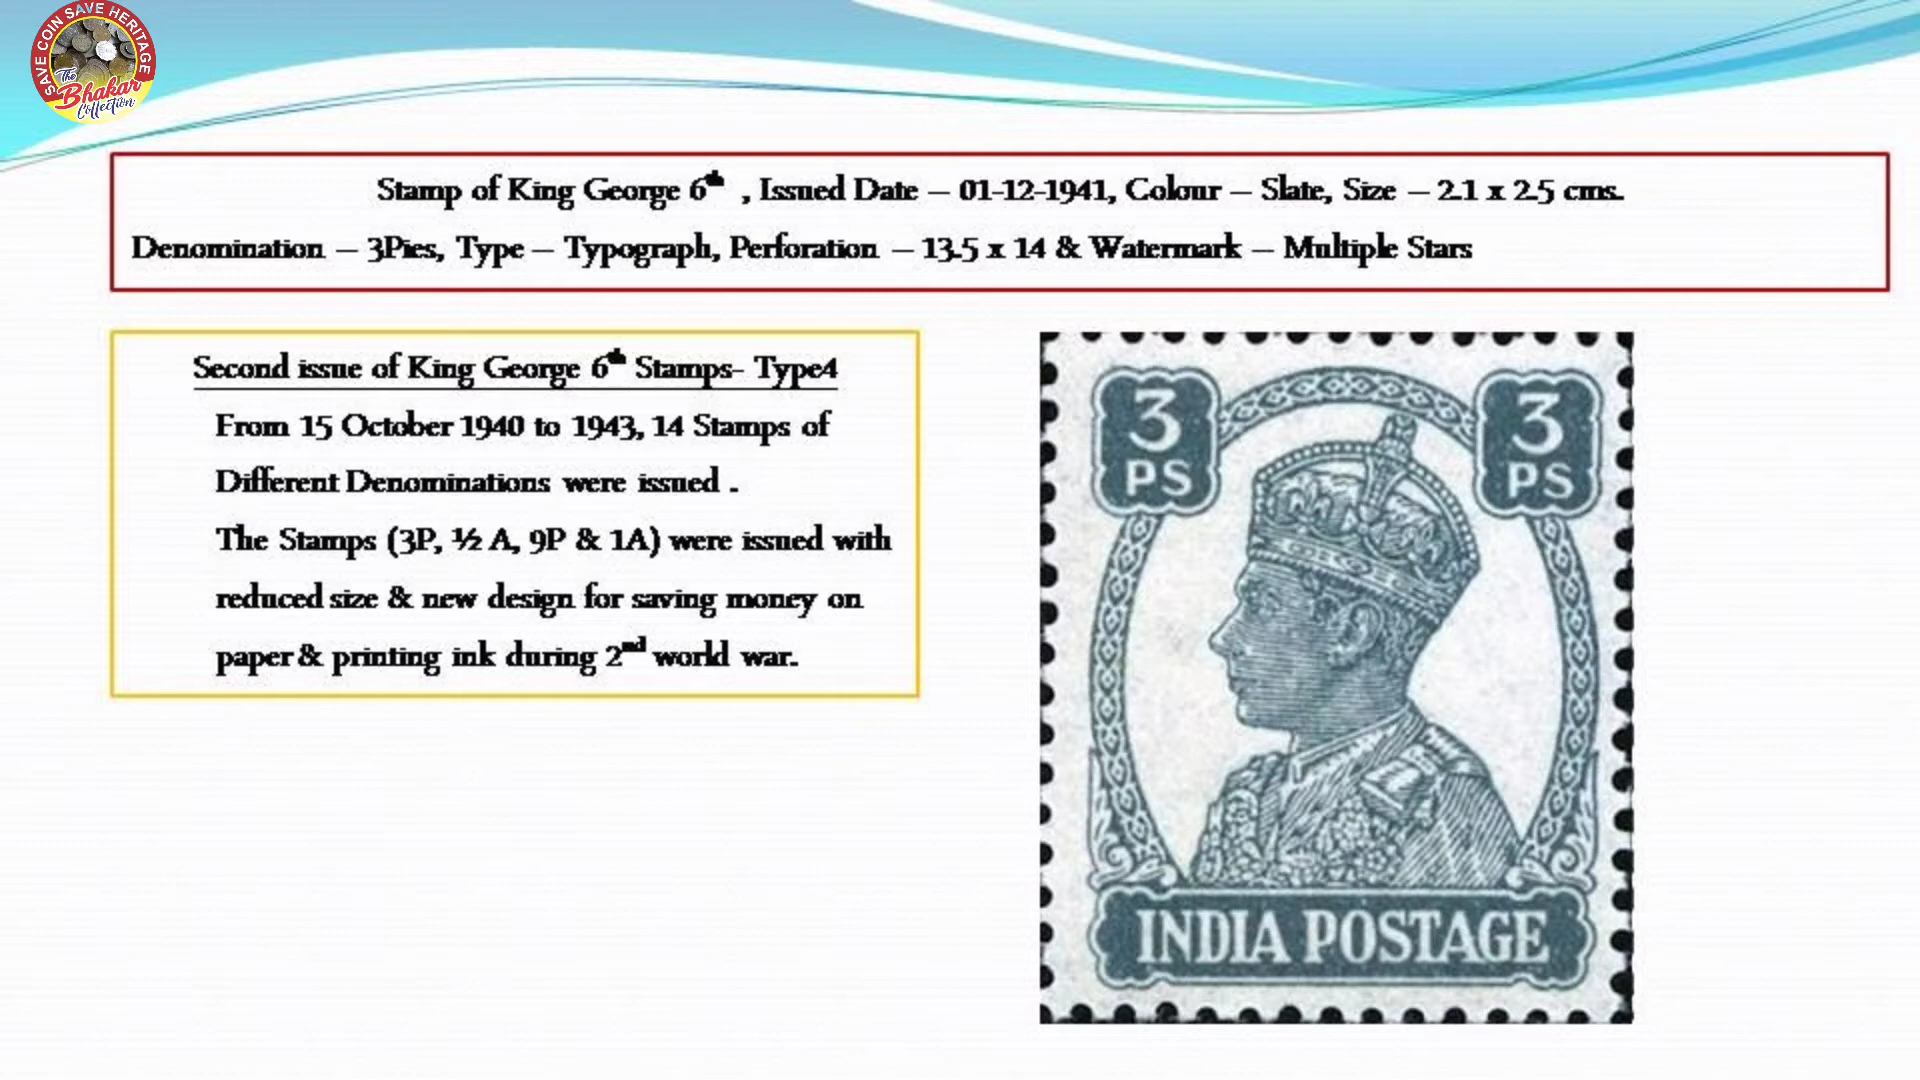 SAVE COIN SAVE HERITAGE
The
Bhakar
Collection
Stamp of King George 6th , Issued Date – 01-12-1941, Colour – Slate, Size – 2.1 x 2.5 cms.
Denomination – 3Pies, Type – Typograph, Perforation – 13.5 x 14 & Watermark – Multiple Stars
Second issue of King George 6th Stamps- Type4
From 15 October 1940 to 1943, 14 Stamps of
Different Denominations were issued .
The Stamps (3P, ½ A, 9P & 1A) were issued with
reduced size & new design for saving money on
paper & printing ink during 2nd world war.
3 3
PS PS
INDIA POSTAGE